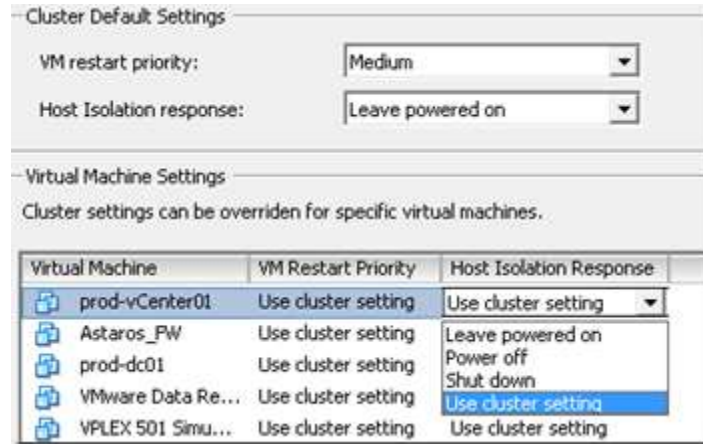 Cluster Default Settings
VM restart priority: Medium
Host Isolation response: Leave powered on
Virtual Machine Settings
Cluster settings can be overriden for specific virtual machines.
Virtual Machine VM Restart Priority Host Isolation Response
prod-vCenter01 Use cluster setting Use cluster setting
Astaros_FW Use cluster setting Leave powered on
Power off
prod-dc01 Use cluster setting Shut down
VMware Data Re... Use cluster setting Use cluster setting
VPLEX 501 Simu... Use cluster setting Use cluster setting